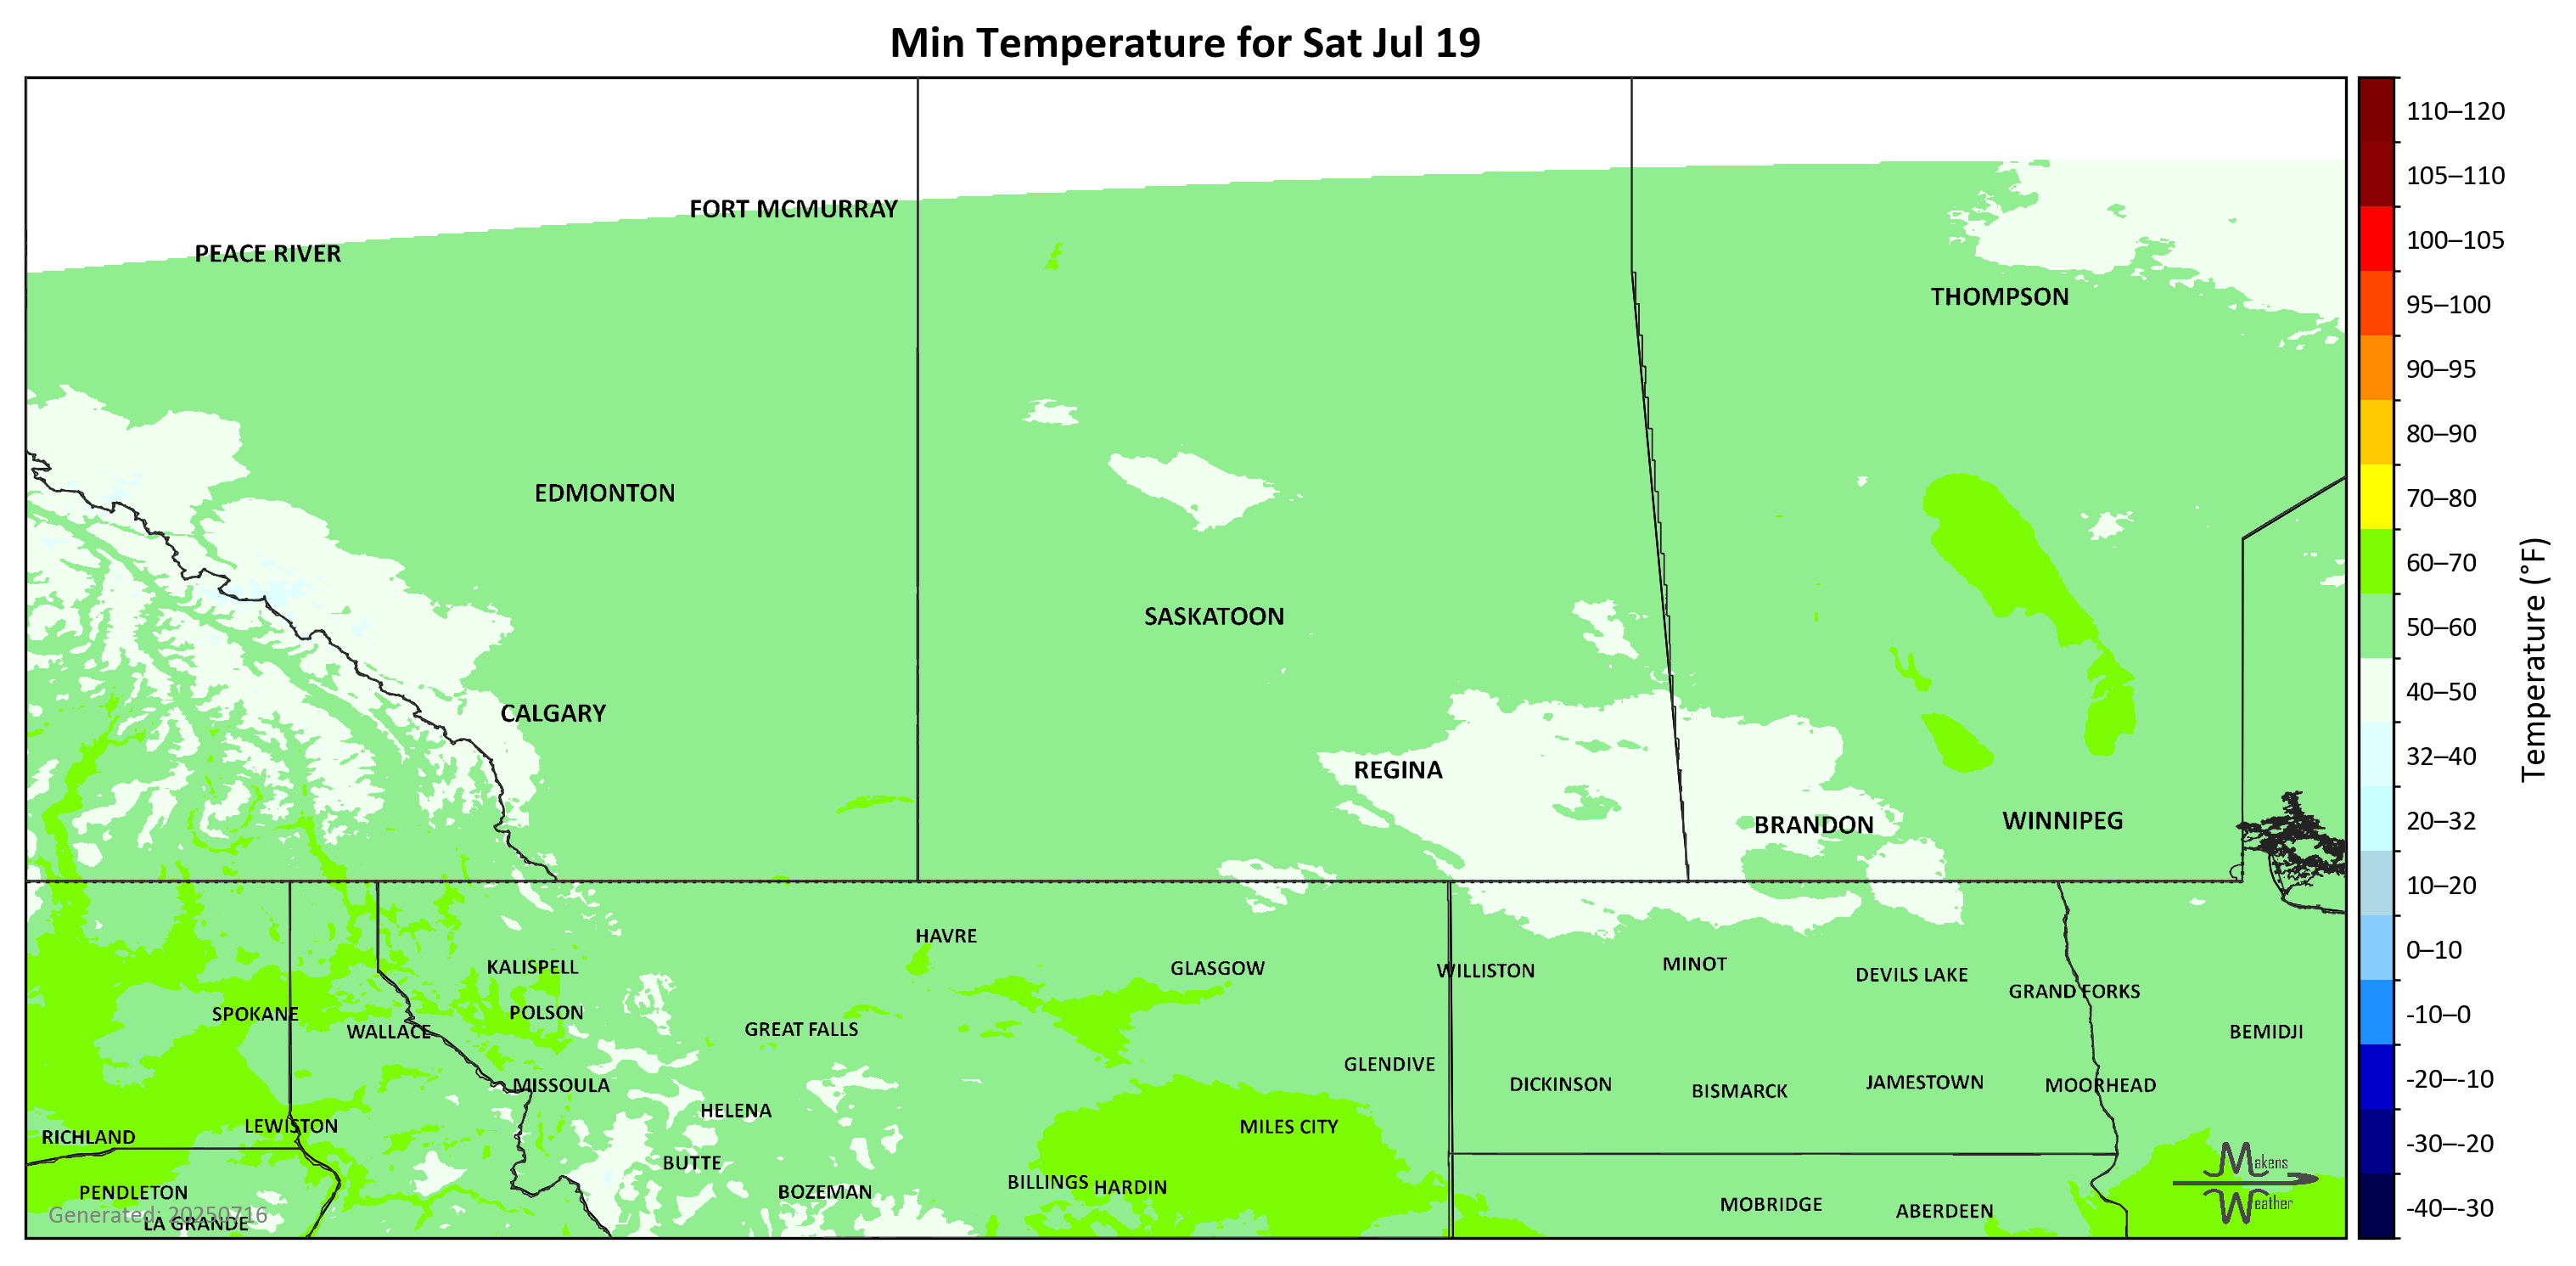 Min Temperature for Sat Jul 19
FORT MCMURRAY
PEACE RIVER
THOMPSON
EDMONTON
SASKATOON
CALGARY
REGINA
BRANDON
WINNIPEG
HAVRE
KALISPELL
GLASGOW
WILLISTON
MINOT
DEVILS LAKE
GRAND FORKS
SPOKANE
POLSON
WALLACE
GREAT FALLS
BEMIDJI
GLENDIVE
MISSOULA
DICKINSON
BISMARCK
JAMESTOWN
MOORHEAD
HELENA
LEWISTON
MILES CITY
RICHLAND
BUTTE
BILLINGS
HARDIN
PENDLETON
BOZEMAN
MOBRIDGE
ABERDEEN
Generated: 20250716
LA GRANDE
Makens
Weather
110–120
105–110
100–105
95–100
90–95
80–90
70–80
60–70
50–60
40–50
32–40
20–32
10–20
0–10
-10–0
-20–-10
-30–-20
-40–-30
Temperature (°F)